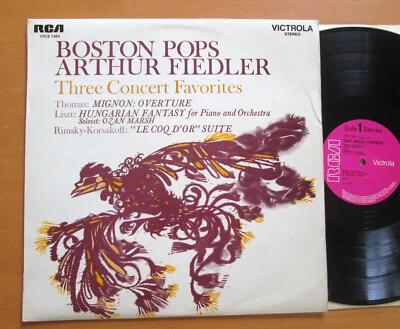 RCA VICTROLA
VICS 1363 STEREO
BOSTON POPS
ARTHUR FIEDLER
Three Concert Favorites
Thomas: MIGNON: OVERTURE
Liszt: HUNGARIAN FANTASY for Piano and Orchestra
Soloist: OZAN MARSH
Rimsky-Korsakoff: "LE COQ D'OR" SUITE
Side 1 Stereo
RCA
Victrola